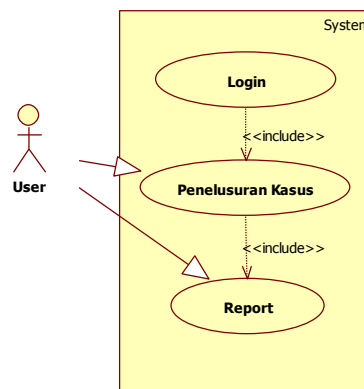 System
Login
<<include>>
User
Penelusuran Kasus
<<include>>
Report